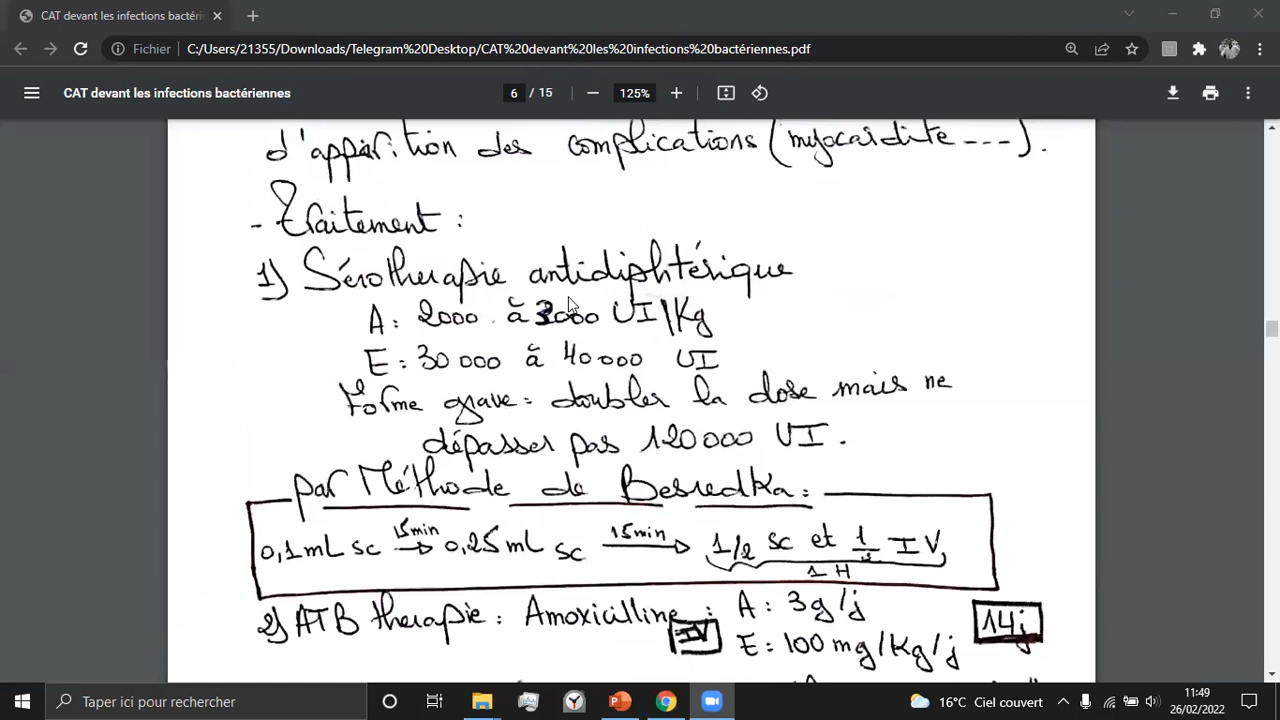 CAT devant les infections bactérie
Fichier C:/Users/21355/Downloads/Telegram%20Desktop/CAT%20devant%20les%20infections%20bactériennes.pdf
CAT devant les infections bactériennes 6 / 15 125%
d'apparition des complications (myocardite ---).
- Traitement :
1) Sérotherapie antidiphtérique
A : 2000 à 3000 UI/Kg
E : 30 000 à 40 000 UI
Forme grave : doubler la dose mais ne
dépasser pas 120 000 UI.
par Méthode de Besredka :
0,1mL sc 15min → 0,25mL sc 15min → 1/2 sc et 1/2 IV
1 H
2) ATB therapie : Amoxicilline IV : A : 3g/j
E : 100 mg/Kg/j
14j
Taper ici pour rechercher
16°C Ciel couvert
11:49
26/02/2022